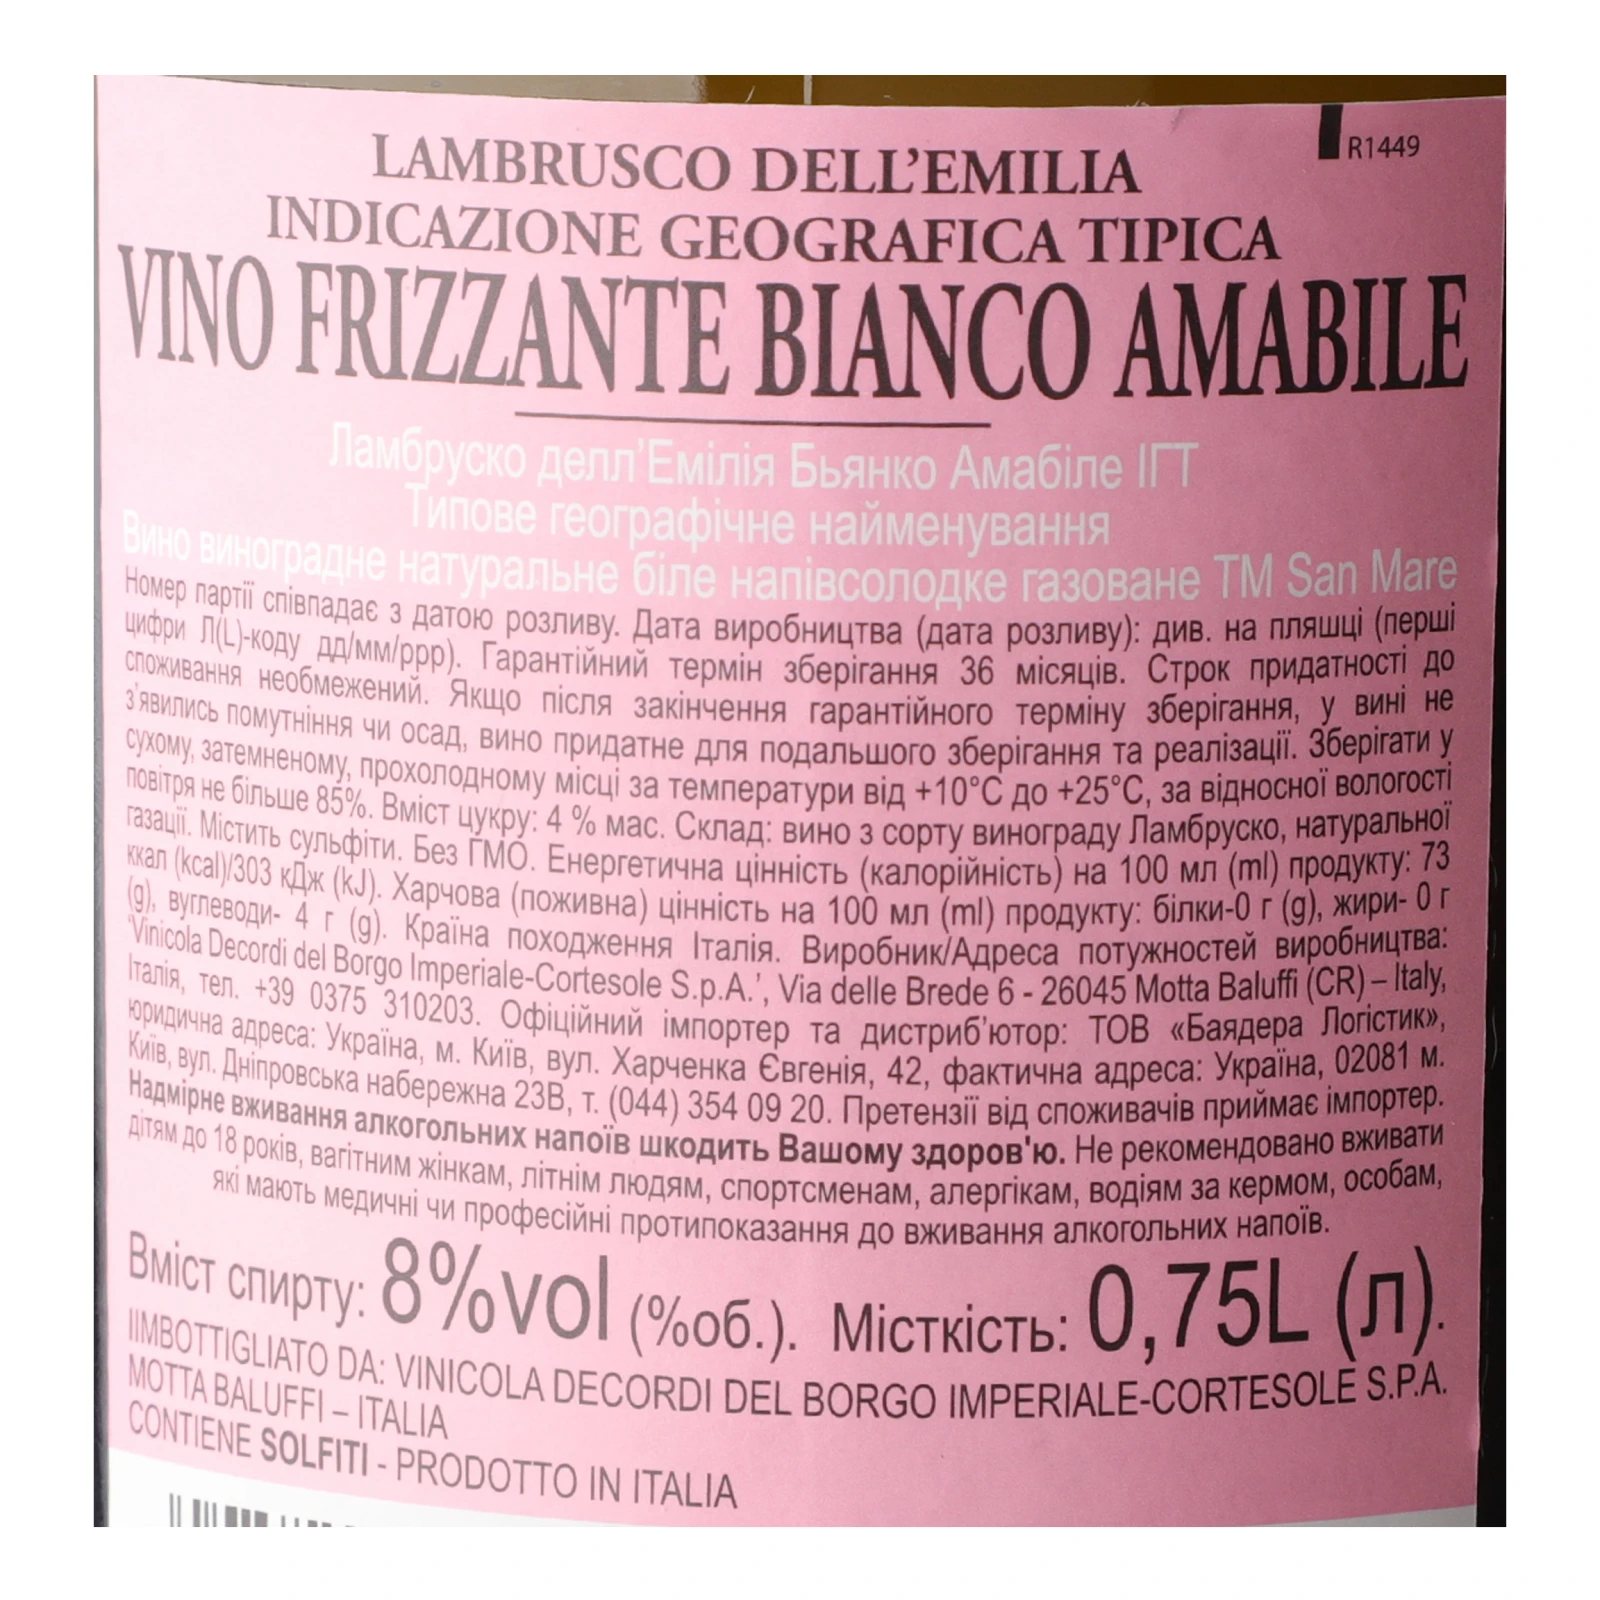 R1449
LAMBRUSCO DELL’EMILIA
INDICAZIONE GEOGRAFICA TIPICA
VINO FRIZZANTE BIANCO AMABILE
Ламбруско делл’Емілія Бьянко Амабіле ІГТ
Типове географічне найменування
Вино виноградне натуральне біле напівсолодке газоване ТМ San Mare
Номер партії співпадає з датою розливу. Дата виробництва (дата розливу): див. на пляшці (перші
цифри Л(L)-коду дд/мм/ррр). Гарантійний термін зберігання 36 місяців. Строк придатності до
споживання необмежений. Якщо після закінчення гарантійного терміну зберігання, у вині не
з'явились помутніння чи осад, вино придатне для подальшого зберігання та реалізації. Зберігати у
сухому, затемненому, прохолодному місці за температури від +10°C до +25°C, за відносної вологості
повітря не більше 85%. Вміст цукру: 4 % мас. Склад: вино з сорту винограду Ламбруско, натуральної
газації. Містить сульфіти. Без ГМО. Енергетична цінність (калорійність) на 100 мл (ml) продукту: 73
ккал (kcal)/303 кДж (kJ). Харчова (поживна) цінність на 100 мл (ml) продукту: білки-0 г (g), жири- 0 г
(g), вуглеводи- 4 г (g). Країна походження Італія. Виробник/Адреса потужностей виробництва:
'Vinicola Decordi del Borgo Imperiale-Cortesole S.p.A.', Via delle Brede 6 - 26045 Motta Baluffi (CR) – Italy,
Італія, тел. +39 0375 310203. Офіційний імпортер та дистриб’ютор: ТОВ «Баядера Логістик»,
юридична адреса: Україна, м. Київ, вул. Харченка Євгенія, 42, фактична адреса: Україна, 02081 м.
Київ, вул. Дніпровська набережна 23В, т. (044) 354 09 20. Претензії від споживачів приймає імпортер.
Надмірне вживання алкогольних напоїв шкодить Вашому здоров'ю. Не рекомендовано вживати
дітям до 18 років, вагітним жінкам, літнім людям, спортсменам, алергікам, водіям за кермом, особам,
які мають медичні чи професійні протипоказання до вживання алкогольних напоїв.
Вміст спирту: 8%vol (%об.). Місткість: 0,75L (л).
IIMBOTTIGLIATO DA: VINICOLA DECORDI DEL BORGO IMPERIALE-CORTESOLE S.P.A.
MOTTA BALUFFI – ITALIA
CONTIENE SOLFITI - PRODOTTO IN ITALIA